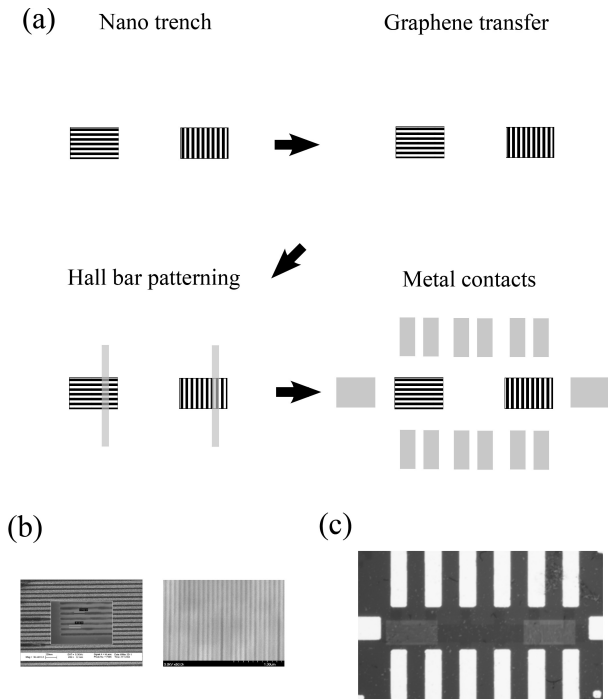 (a)
Nano trench
Graphene transfer
Hall bar patterning
Metal contacts
(b)
(c)